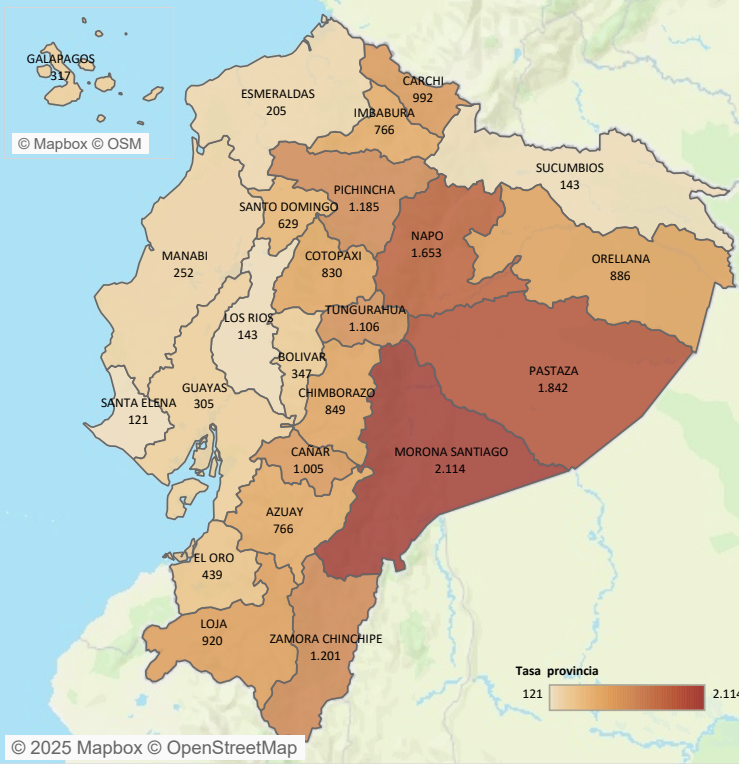 GALAPAGOS
317
© Mapbox © OSM
ESMERALDAS
205
CARCHI
992
IMBABURA
766
SUCUMBIOS
143
PICHINCHA
1.185
SANTO DOMINGO
629
NAPO
1.653
MANABI
252
COTOPAXI
830
ORELLANA
886
TUNGURAHUA
1.106
LOS RIOS
143
BOLIVAR
347
PASTAZA
1.842
GUAYAS
305
CHIMBORAZO
849
SANTA ELENA
121
CAÑAR
1.005
MORONA SANTIAGO
2.114
AZUAY
766
EL ORO
439
LOJA
920
ZAMORA CHINCHIPE
1.201
Tasa provincia
121
2.114
© 2025 Mapbox © OpenStreetMap